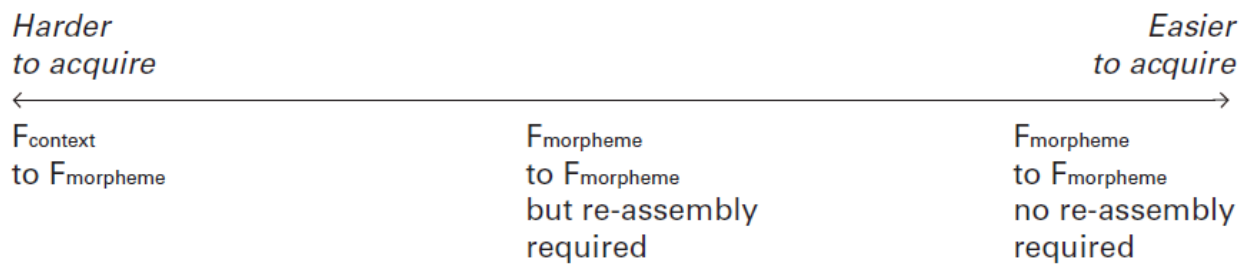 Harder
to acquire
Easier
to acquire
Fcontext
to Fmorpheme
Fmorpheme
to Fmorpheme
but re-assembly
required
Fmorpheme
to Fmorpheme
no re-assembly
required